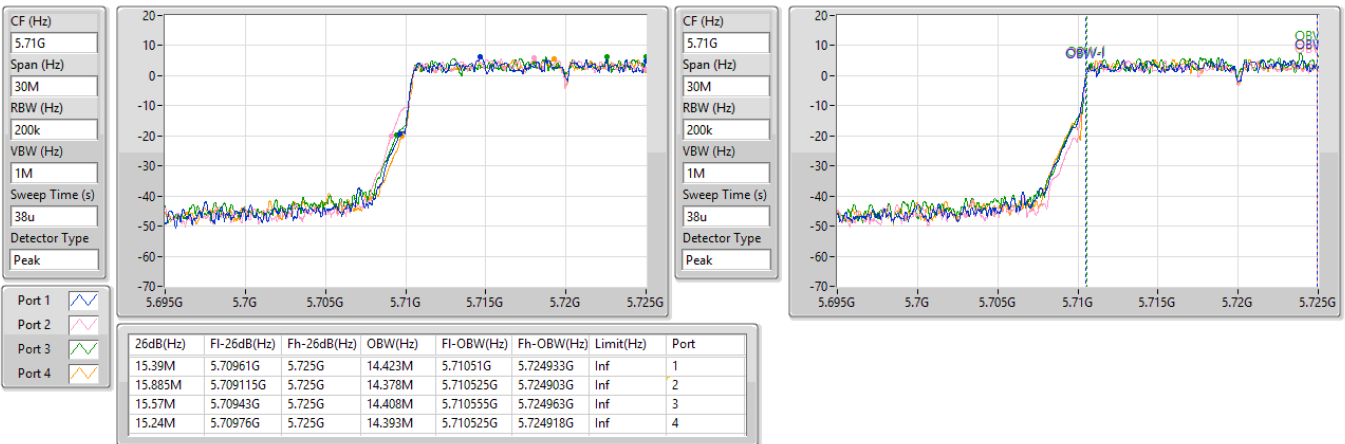 CF (Hz)
5.71G
Span (Hz)
30M
RBW (Hz)
200k
VBW (Hz)
1M
Sweep Time (s)
38u
Detector Type
Peak
20
10
0
-10
-20
-30
-40
-50
-60
-70
5.695G 5.7G 5.705G 5.71G 5.715G 5.72G 5.725G
CF (Hz)
5.71G
Span (Hz)
30M
RBW (Hz)
200k
VBW (Hz)
1M
Sweep Time (s)
38u
Detector Type
Peak
20
10
0
-10
-20
-30
-40
-50
-60
-70
OBW-l
OBV
OBV
5.695G 5.7G 5.705G 5.71G 5.715G 5.72G 5.725G
Port 1
Port 2
Port 3
Port 4
26dB(Hz) Fl-26dB(Hz) Fh-26dB(Hz) OBW(Hz) Fl-OBW(Hz) Fh-OBW(Hz) Limit(Hz) Port
15.39M 5.70961G 5.725G 14.423M 5.71051G 5.724933G Inf 1
15.885M 5.709115G 5.725G 14.378M 5.710525G 5.724903G Inf 2
15.57M 5.70943G 5.725G 14.408M 5.710555G 5.724963G Inf 3
15.24M 5.70976G 5.725G 14.393M 5.710525G 5.724918G Inf 4